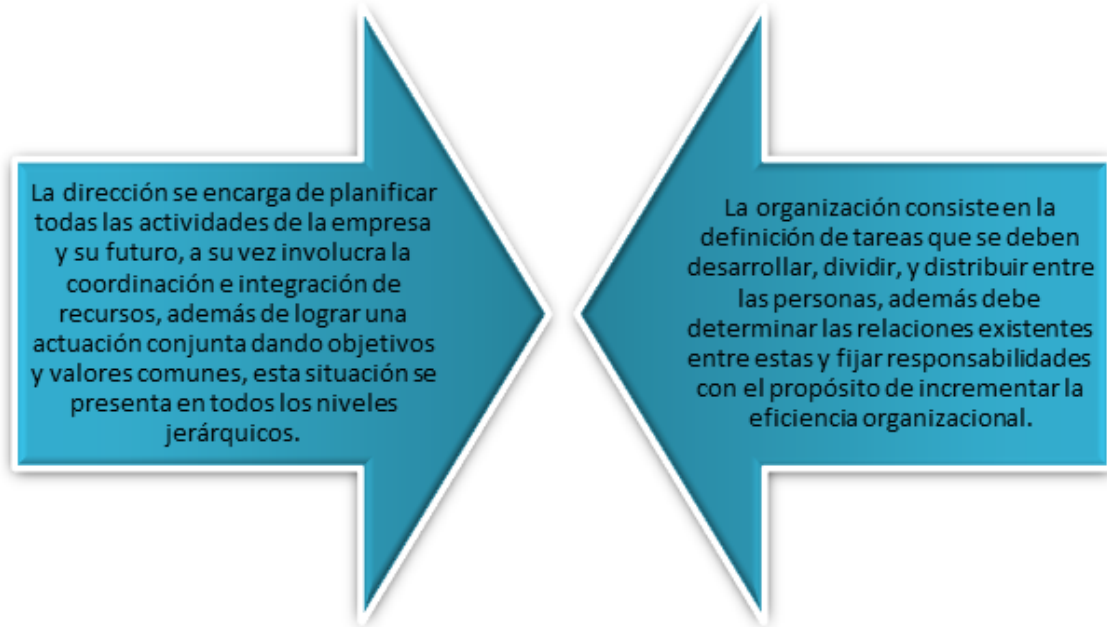 La dirección se encarga de planificar
todas las actividades de la empresa
y su futuro, a su vez involucra la
coordinación e integración de
recursos, además de lograr una
actuación conjunta dando objetivos
y valores comunes, esta situación se
presenta en todos los niveles
jerárquicos.
La organización consiste en la
definición de tareas que se deben
desarrollar, dividir, y distribuir entre
las personas, además debe
determinar las relaciones existentes
entre estas y fijar responsabilidades
con el propósito de incrementar la
eficiencia organizacional.